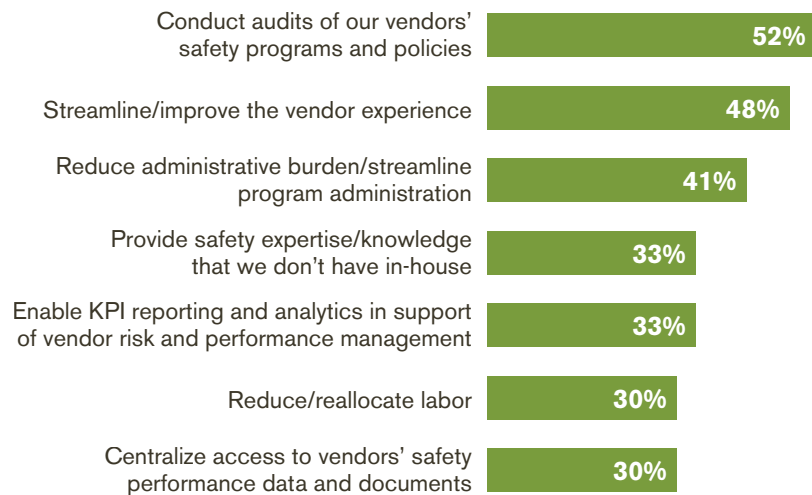 Conduct audits of our vendors’
safety programs and policies
52%
Streamline/improve the vendor experience
48%
Reduce administrative burden/streamline
program administration
41%
Provide safety expertise/knowledge
that we don’t have in-house
33%
Enable KPI reporting and analytics in support
of vendor risk and performance management
33%
Reduce/reallocate labor
30%
Centralize access to vendors’ safety
performance data and documents
30%